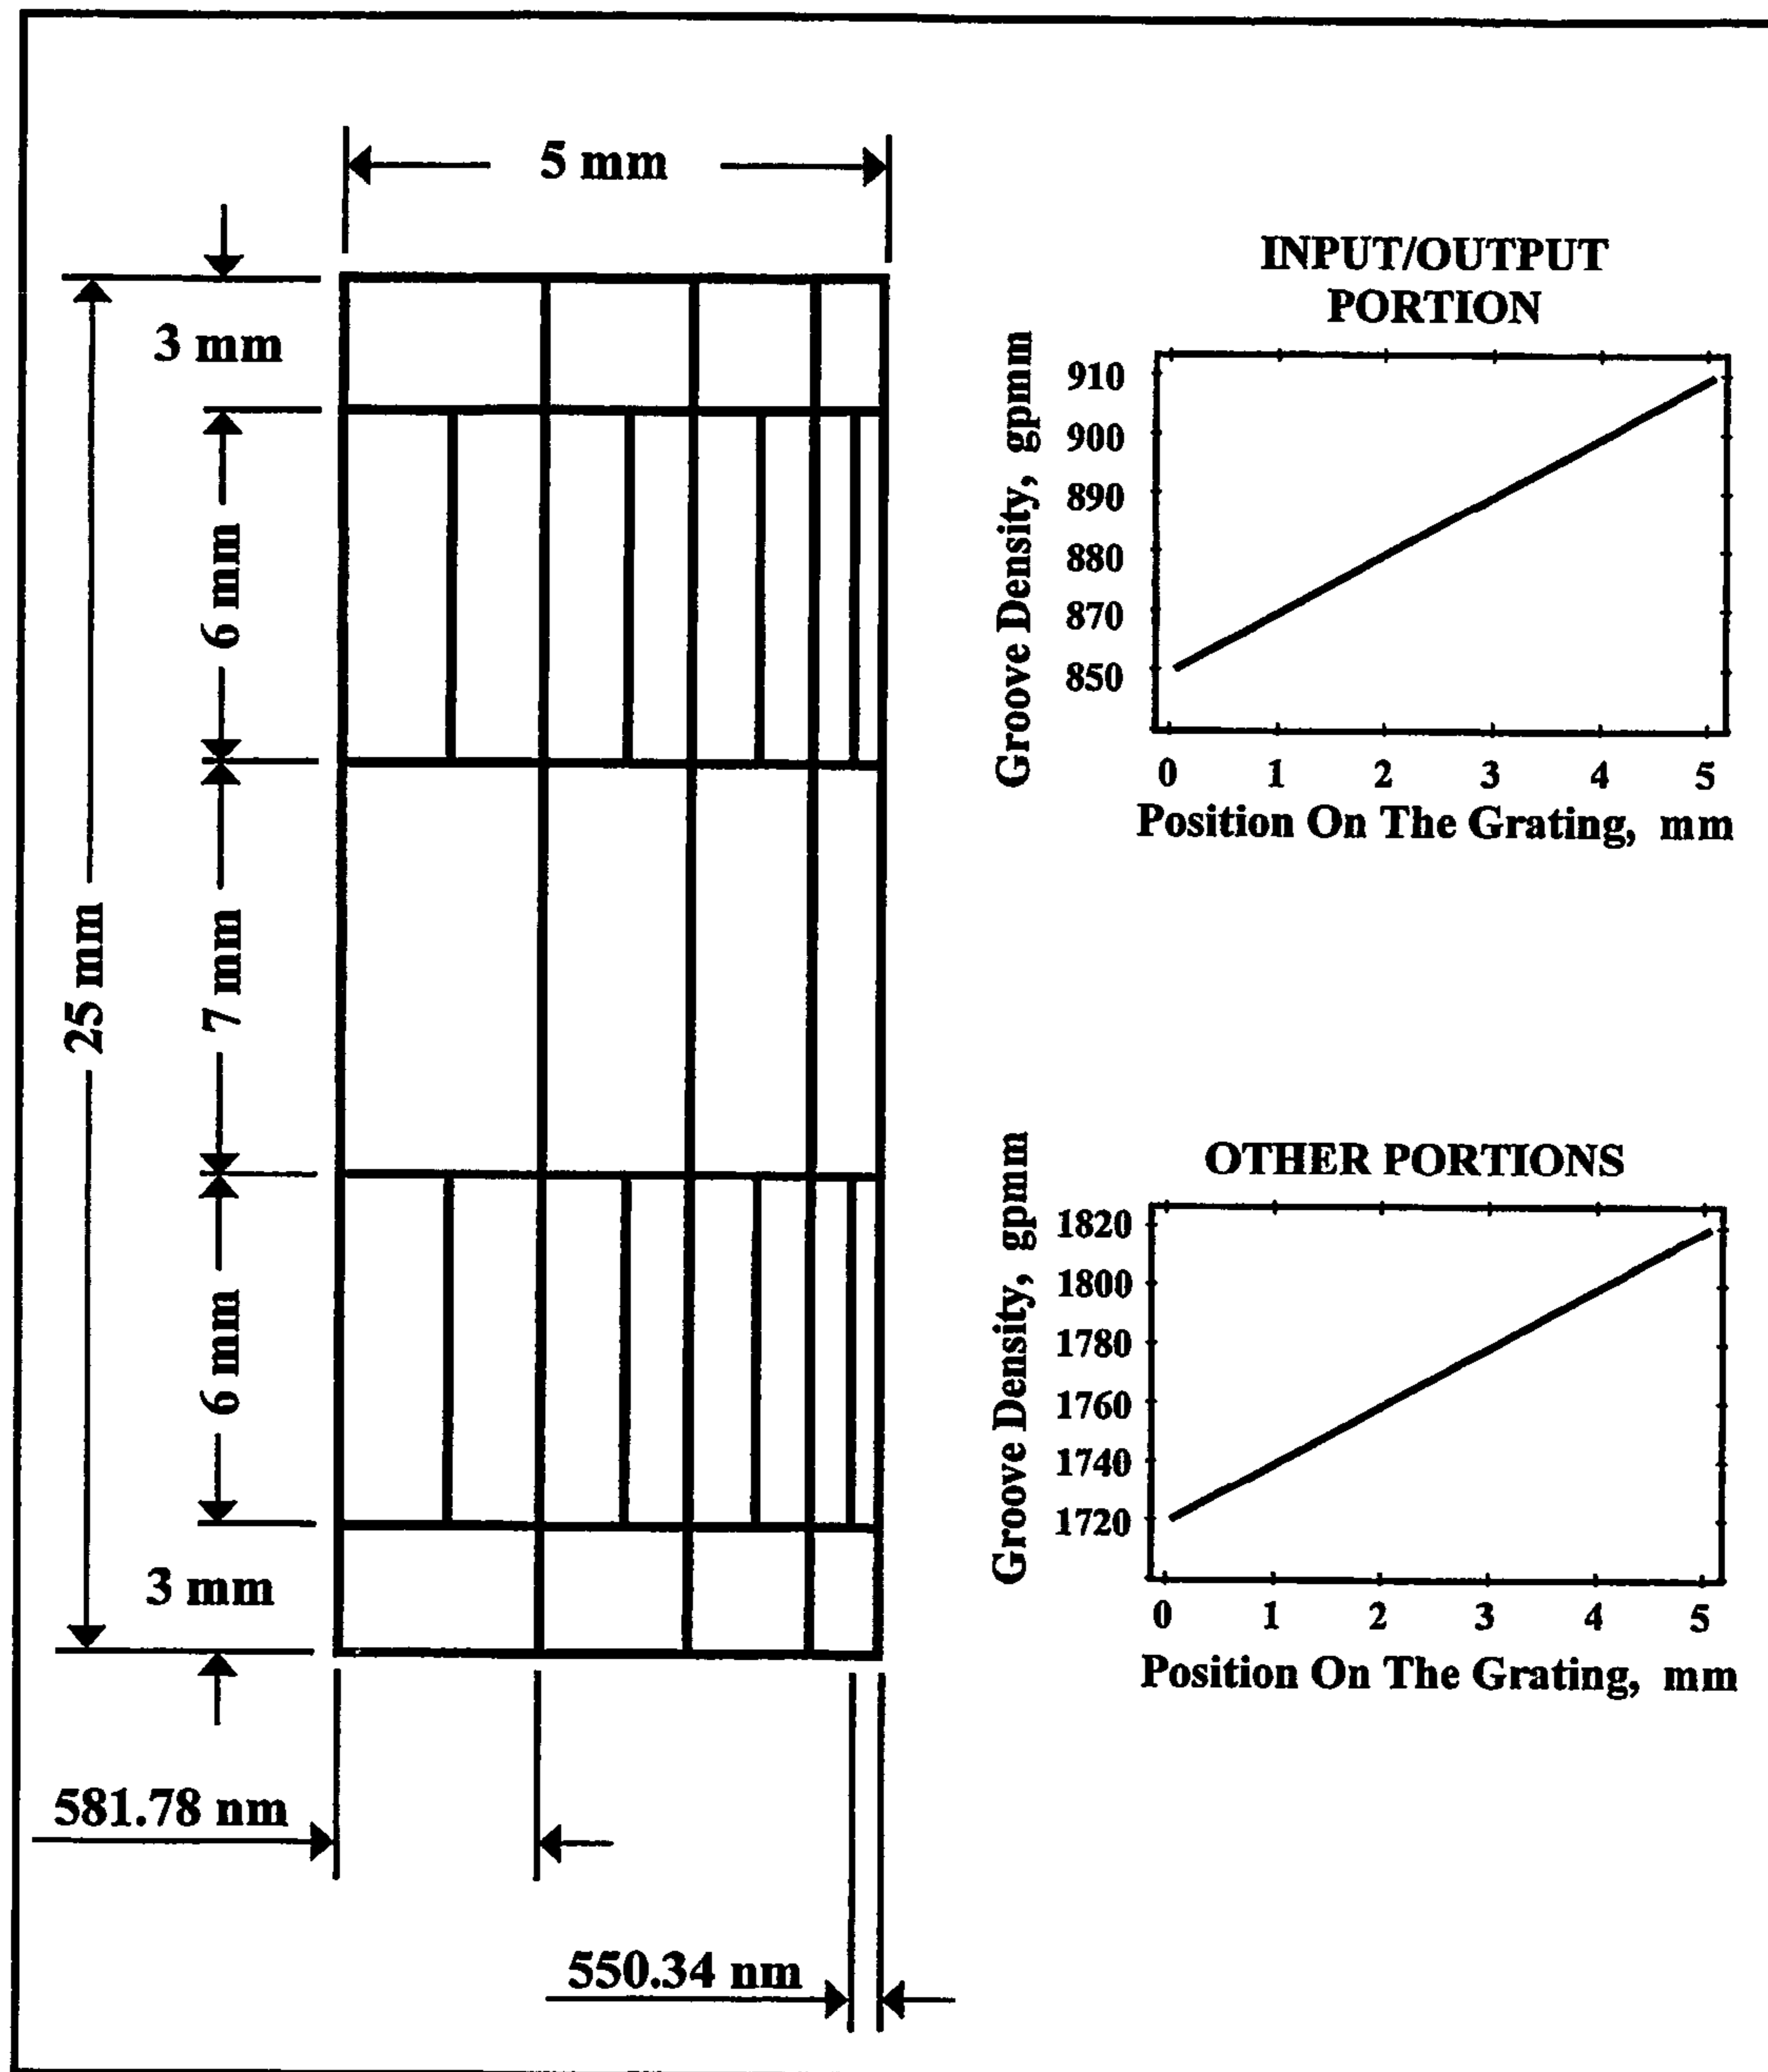 5 mm
3 mm
6 mm
7 mm
25 mm
6 mm
3 mm
581.78 nm
550.34 nm
INPUT/OUTPUT
PORTION
Groove Density, gpmm
910
900
890
880
870
850
0 1 2 3 4 5
Position On The Grating, mm
OTHER PORTIONS
Groove Density, gpmm
1820
1800
1780
1760
1740
1720
0 1 2 3 4 5
Position On The Grating, mm